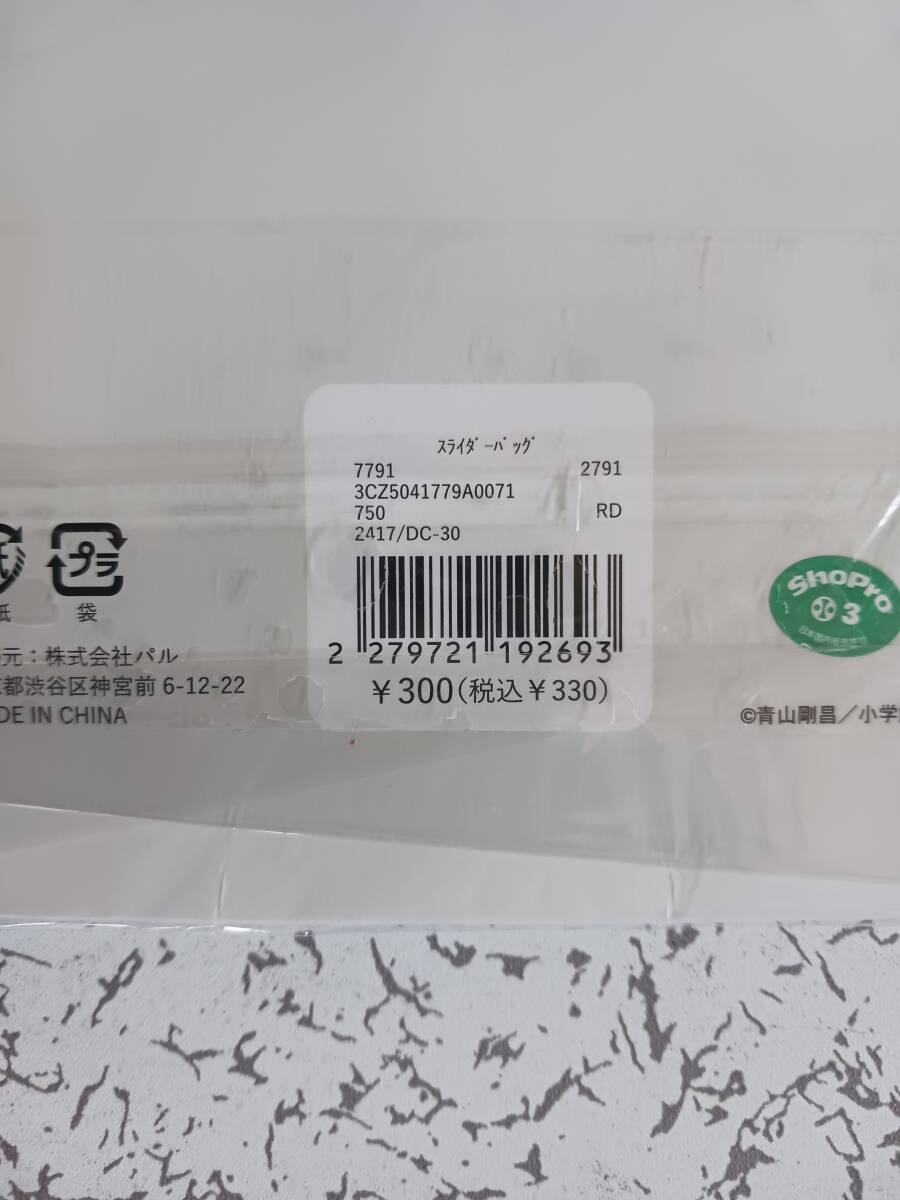 ｽﾗｲﾀﾞｰﾊﾞｯｸﾞ
7791 2791
3CZ5041779A0071
750 RD
2417/DC-30
2 279721 192693
￥300(税込￥330)
紙
プラ
袋
元：株式会社パル
都渋谷区神宮前 6-12-22
DE IN CHINA
ShoPro
小 3
©青山剛昌／小学